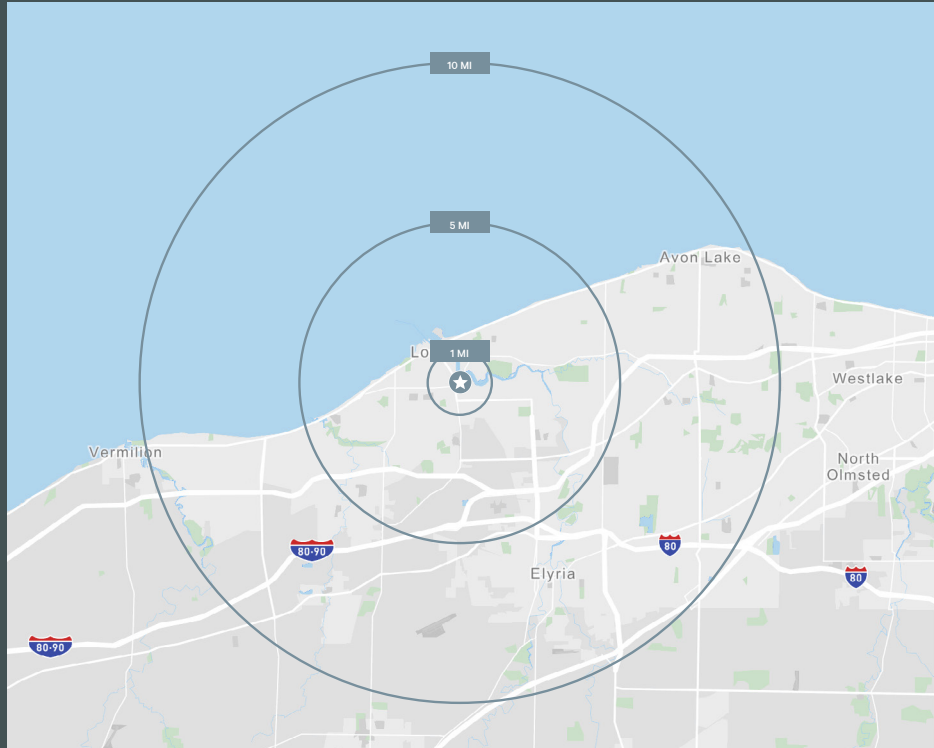 10 MI
5 MI
Avon Lake
Lo
1 MI
Westlake
Vermilion
North
Olmsted
80-90
80
Elyria
80
80-90